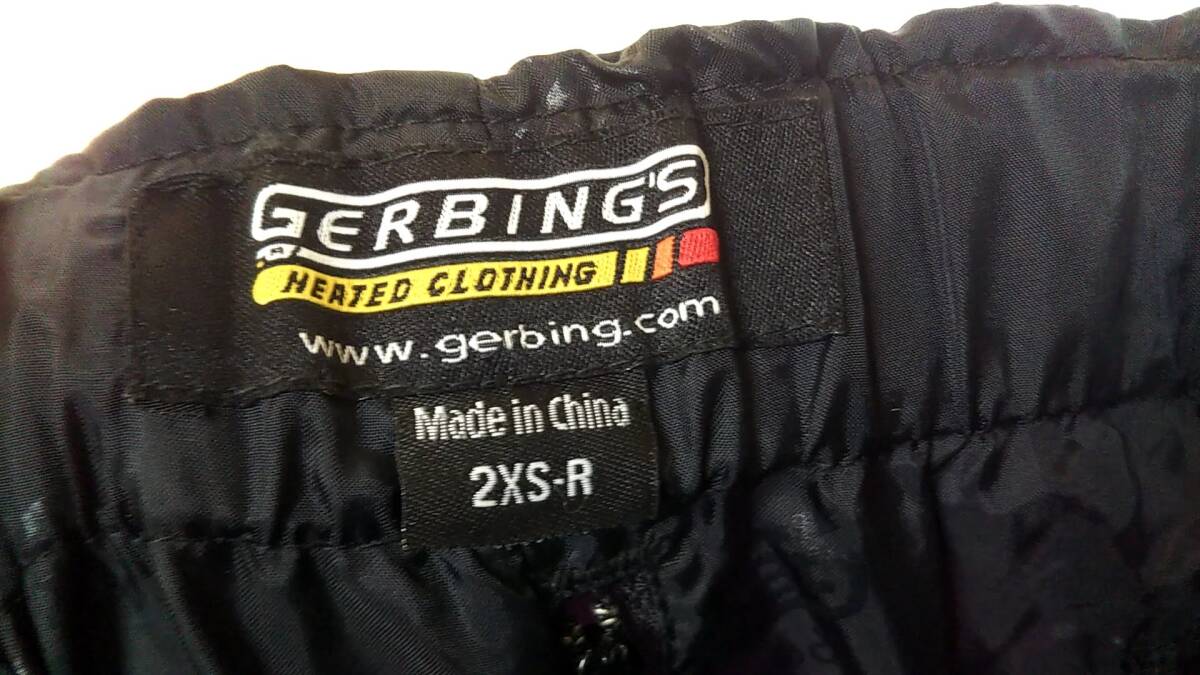 GERBING'S
HEATED CLOTHING
www.gerbing.com
Made in China
2XS-R